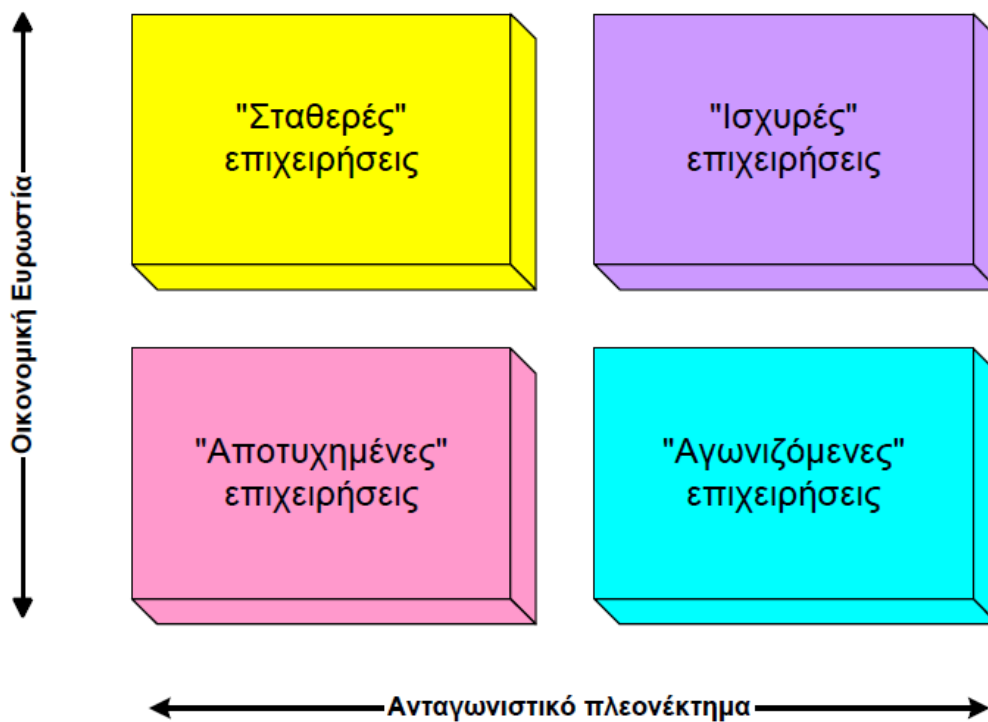 "Σταθερές"
επιχειρήσεις
"Ισχυρές"
επιχειρήσεις
Οικονομική Ευρωστία
"Αποτυχημένες"
επιχειρήσεις
"Αγωνιζόμενες"
επιχειρήσεις
Ανταγωνιστικό πλεονέκτημα